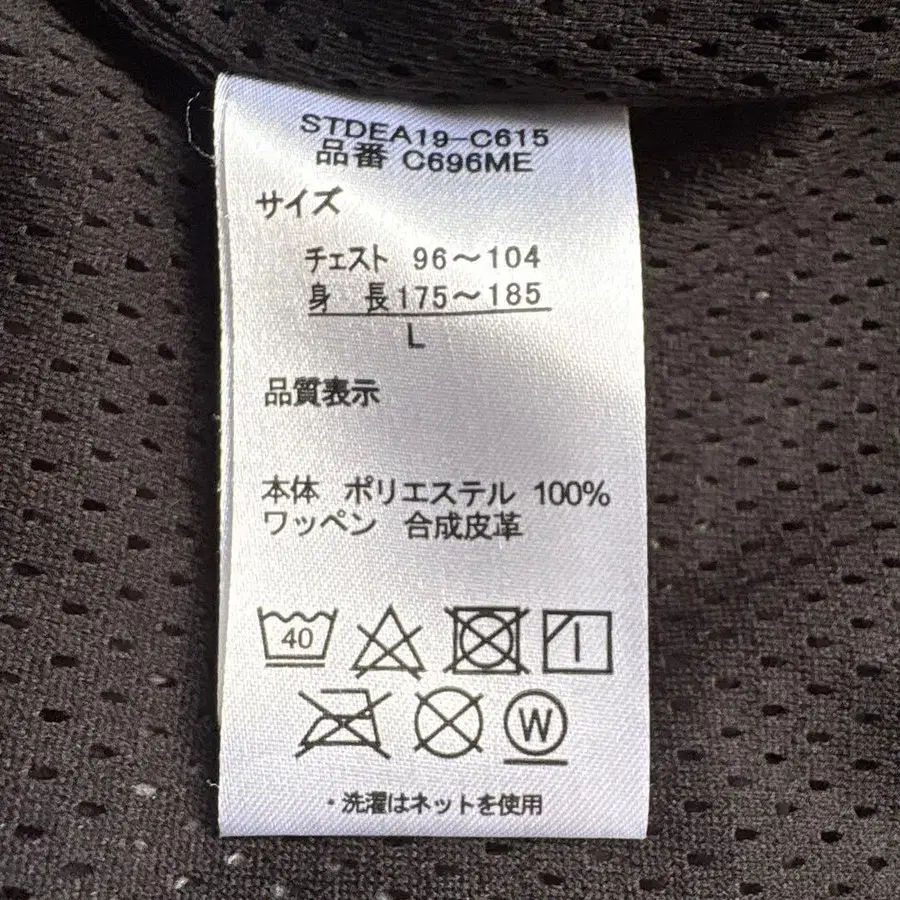 STDEA19-C615
品番 C696ME
サイズ
チェスト 96〜104
身 長175〜185
L
品質表示
本体 ポリエステル 100%
ワッペン 合成皮革
40
W
・洗濯はネットを使用